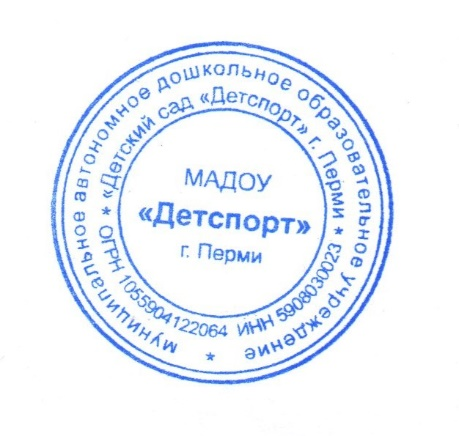 муниципальное автономное дошкольное образовательное учреждение *
* «Детский сад «Детспорт» г. Перми *
ОГРН 1055904122064 ИНН 5908030023
МАДОУ
«Детспорт»
г. Перми